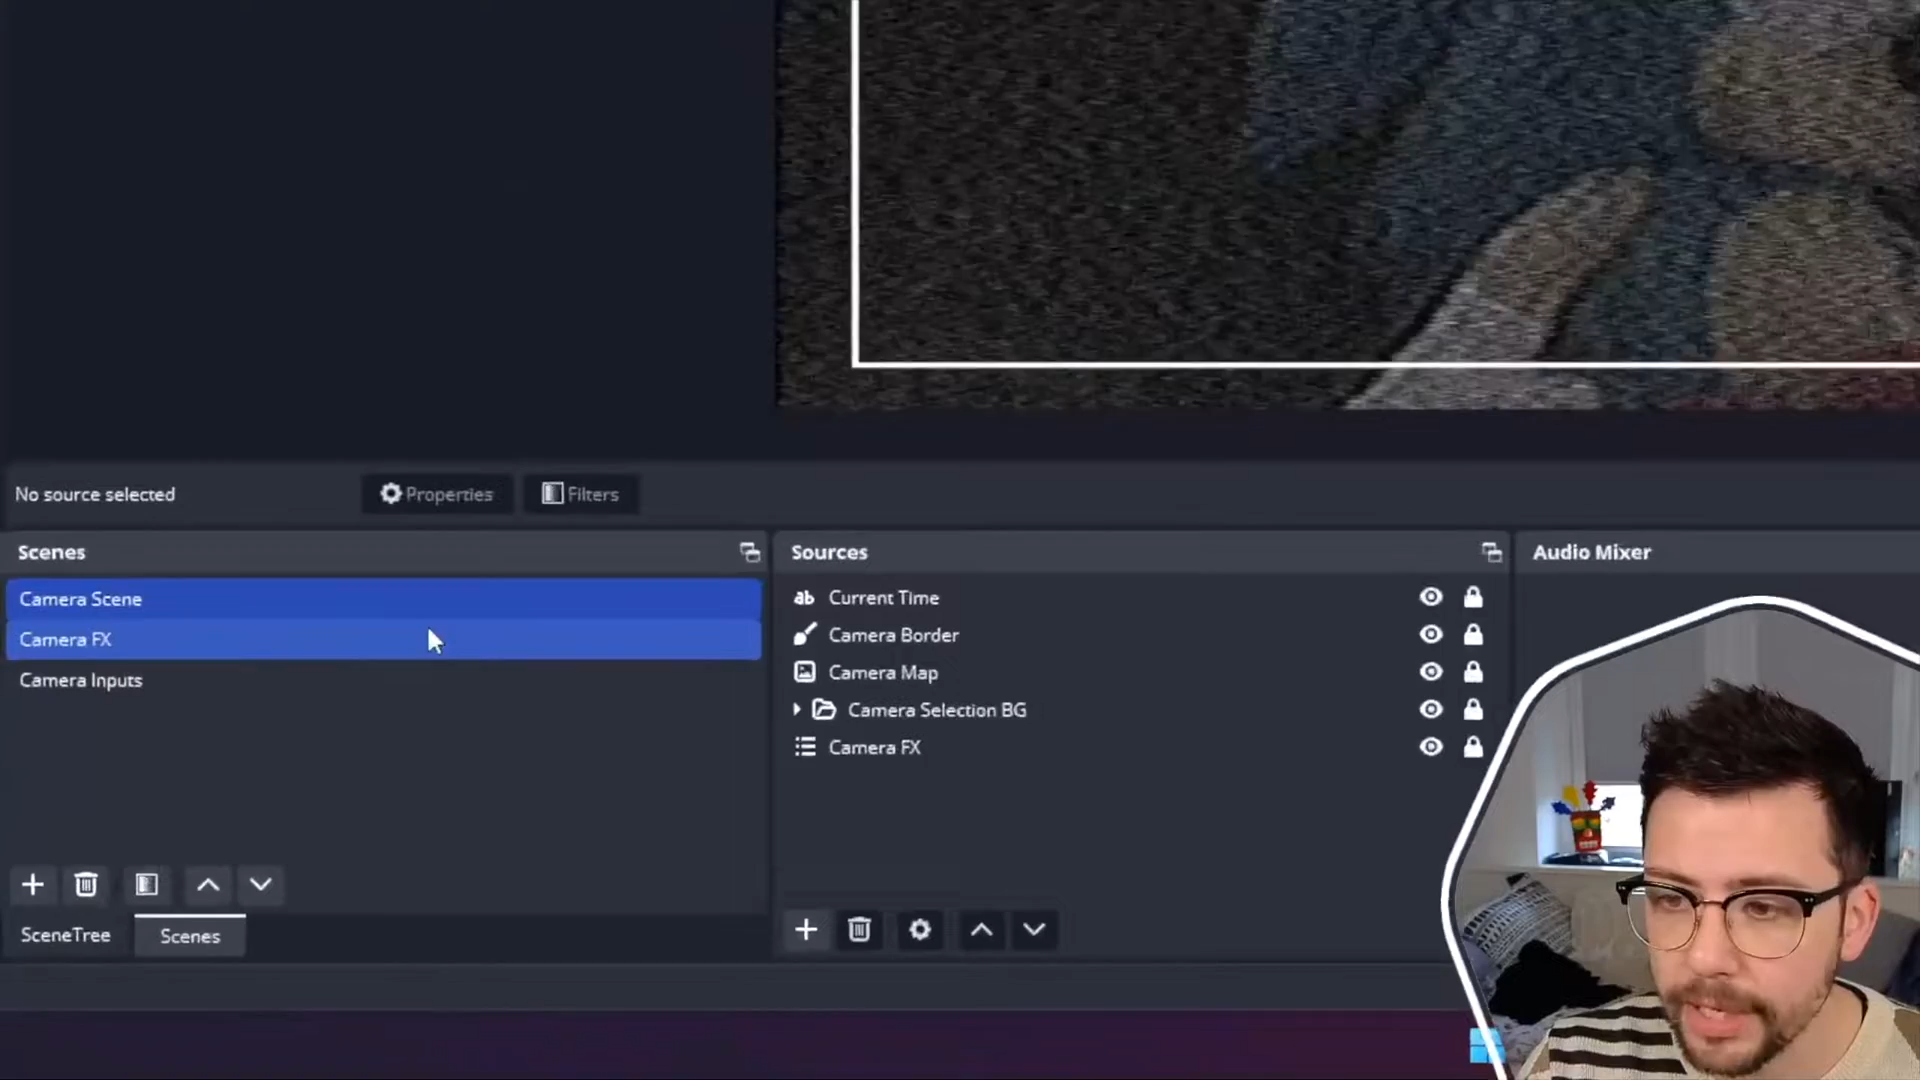 No source selected
Properties
Filters
Scenes
Camera Scene
Camera FX
Camera Inputs
SceneTree
Scenes
Sources
ab Current Time
Camera Border
Camera Map
Camera Selection BG
Camera FX
Audio Mixer